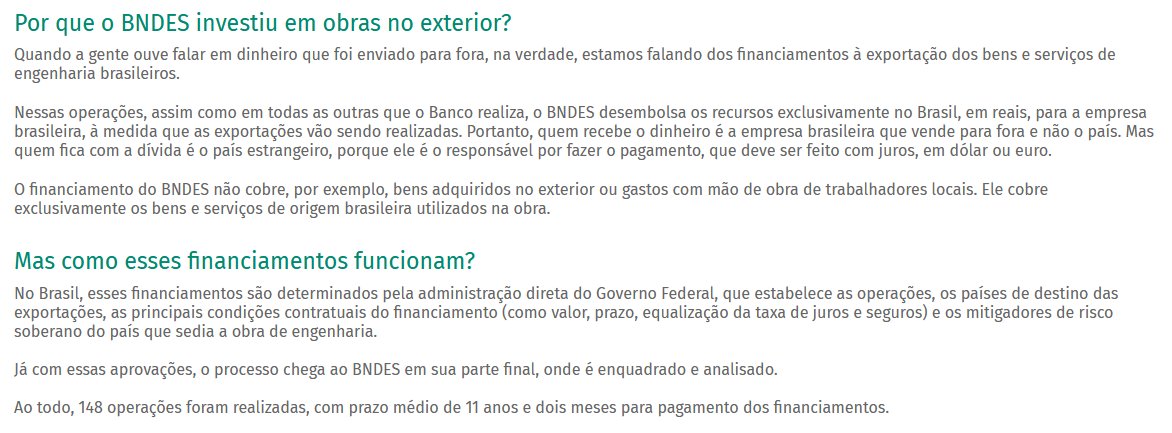 Por que o BNDES investiu em obras no exterior?
Quando a gente ouve falar em dinheiro que foi enviado para fora, na verdade, estamos falando dos financiamentos à exportação dos bens e serviços de
engenharia brasileiros.
Nessas operações, assim como em todas as outras que o Banco realiza, o BNDES desembolsa os recursos exclusivamente no Brasil, em reais, para a empresa
brasileira, à medida que as exportações vão sendo realizadas. Portanto, quem recebe o dinheiro é a empresa brasileira que vende para fora e não o país. Mas
quem fica com a dívida é o país estrangeiro, porque ele é o responsável por fazer o pagamento, que deve ser feito com juros, em dólar ou euro.
O financiamento do BNDES não cobre, por exemplo, bens adquiridos no exterior ou gastos com mão de obra de trabalhadores locais. Ele cobre
exclusivamente os bens e serviços de origem brasileira utilizados na obra.
Mas como esses financiamentos funcionam?
No Brasil, esses financiamentos são determinados pela administração direta do Governo Federal, que estabelece as operações, os países de destino das
exportações, as principais condições contratuais do financiamento (como valor, prazo, equalização da taxa de juros e seguros) e os mitigadores de risco
soberano do país que sedia a obra de engenharia.
Já com essas aprovações, o processo chega ao BNDES em sua parte final, onde é enquadrado e analisado.
Ao todo, 148 operações foram realizadas, com prazo médio de 11 anos e dois meses para pagamento dos financiamentos.